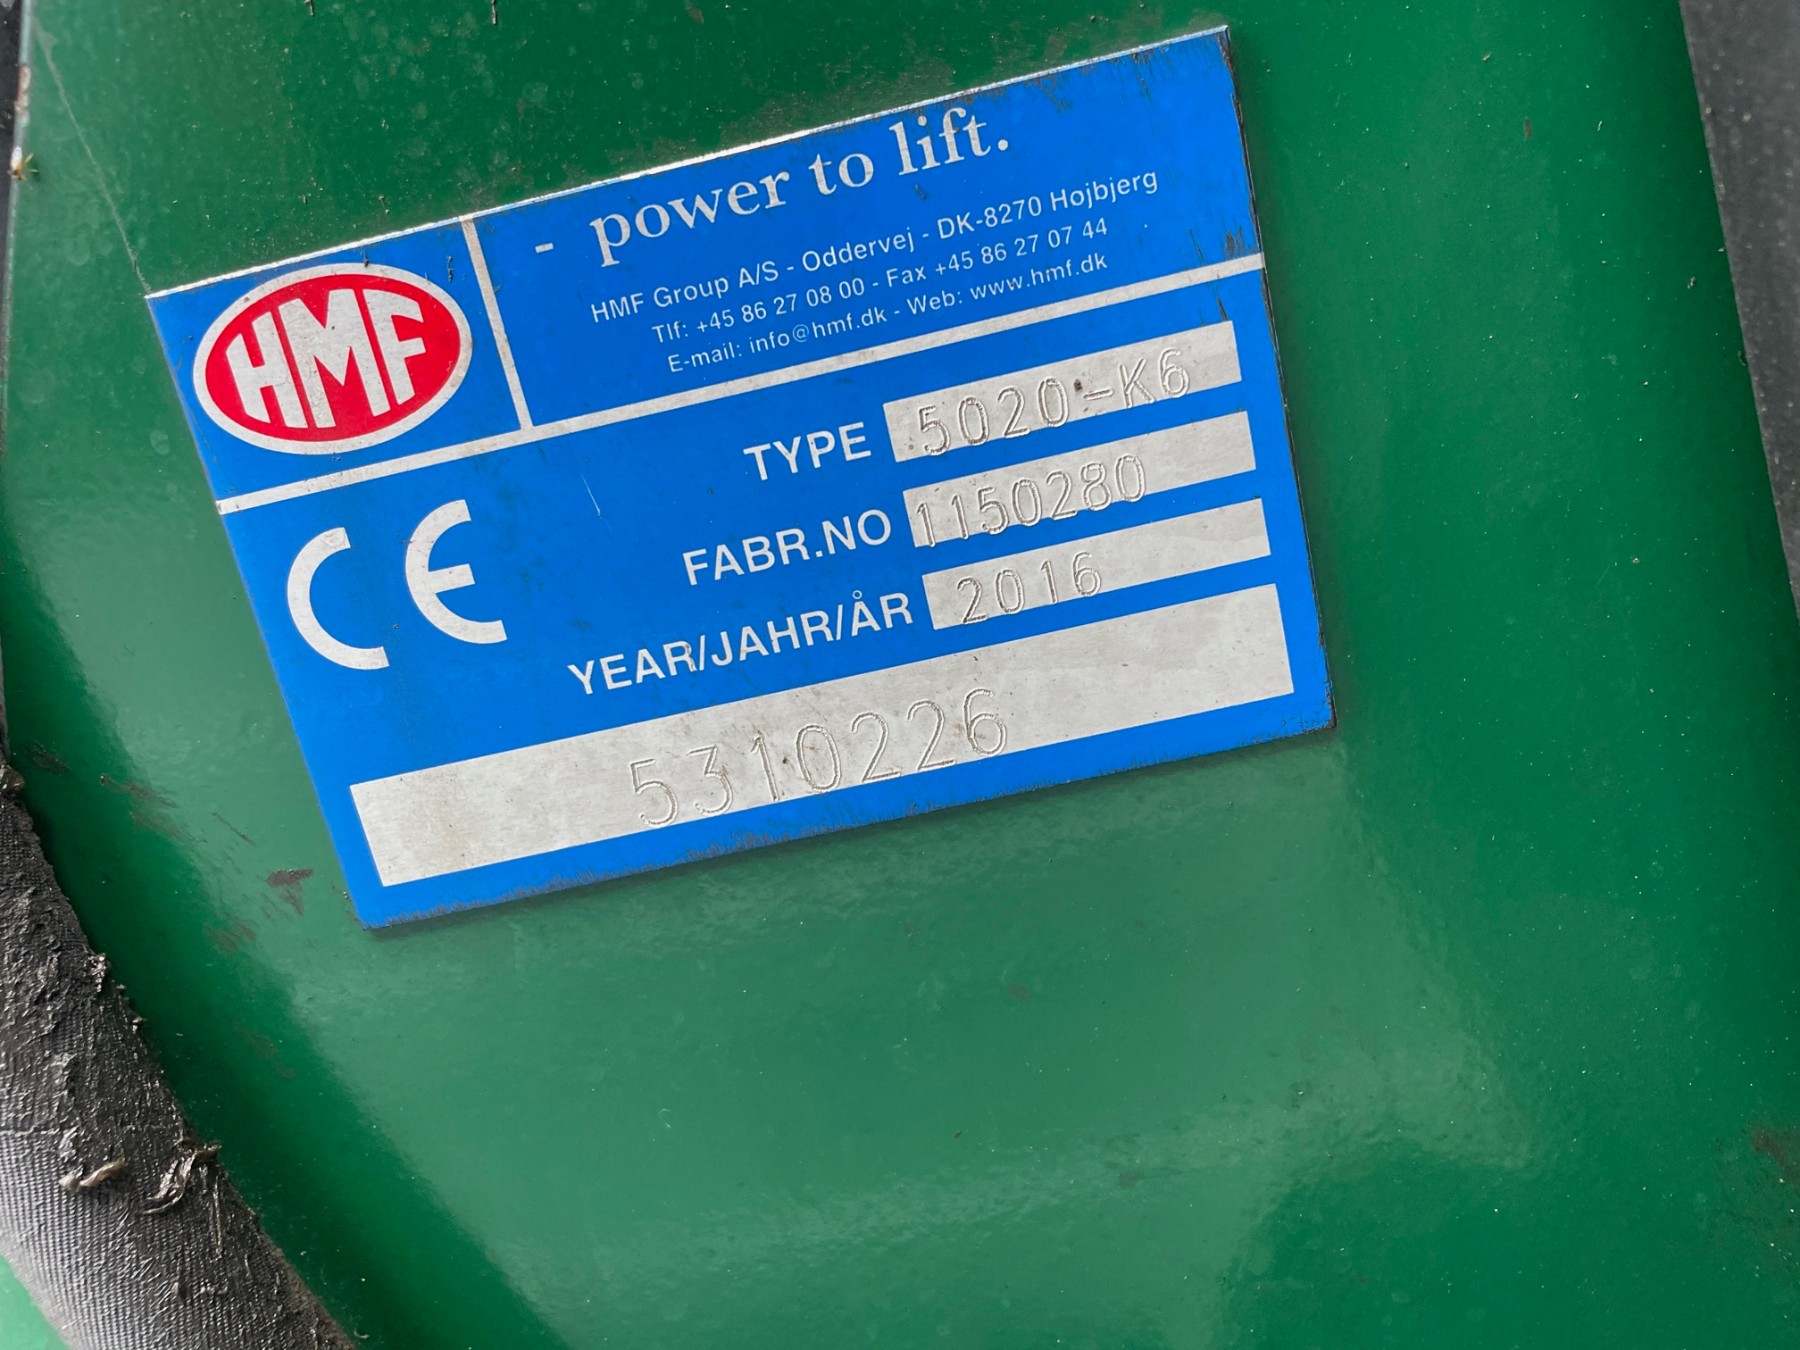 HMF
- power to lift.
HMF Group A/S - Oddervej - DK-8270 Hojbjerg
Tlf: +45 86 27 08 00 - Fax +45 86 27 07 44
E-mail: info@hmf.dk - Web: www.hmf.dk
CE
TYPE 5020-K6
FABR.NO 1150280
YEAR/JAHR/ÅR 2016
5310226